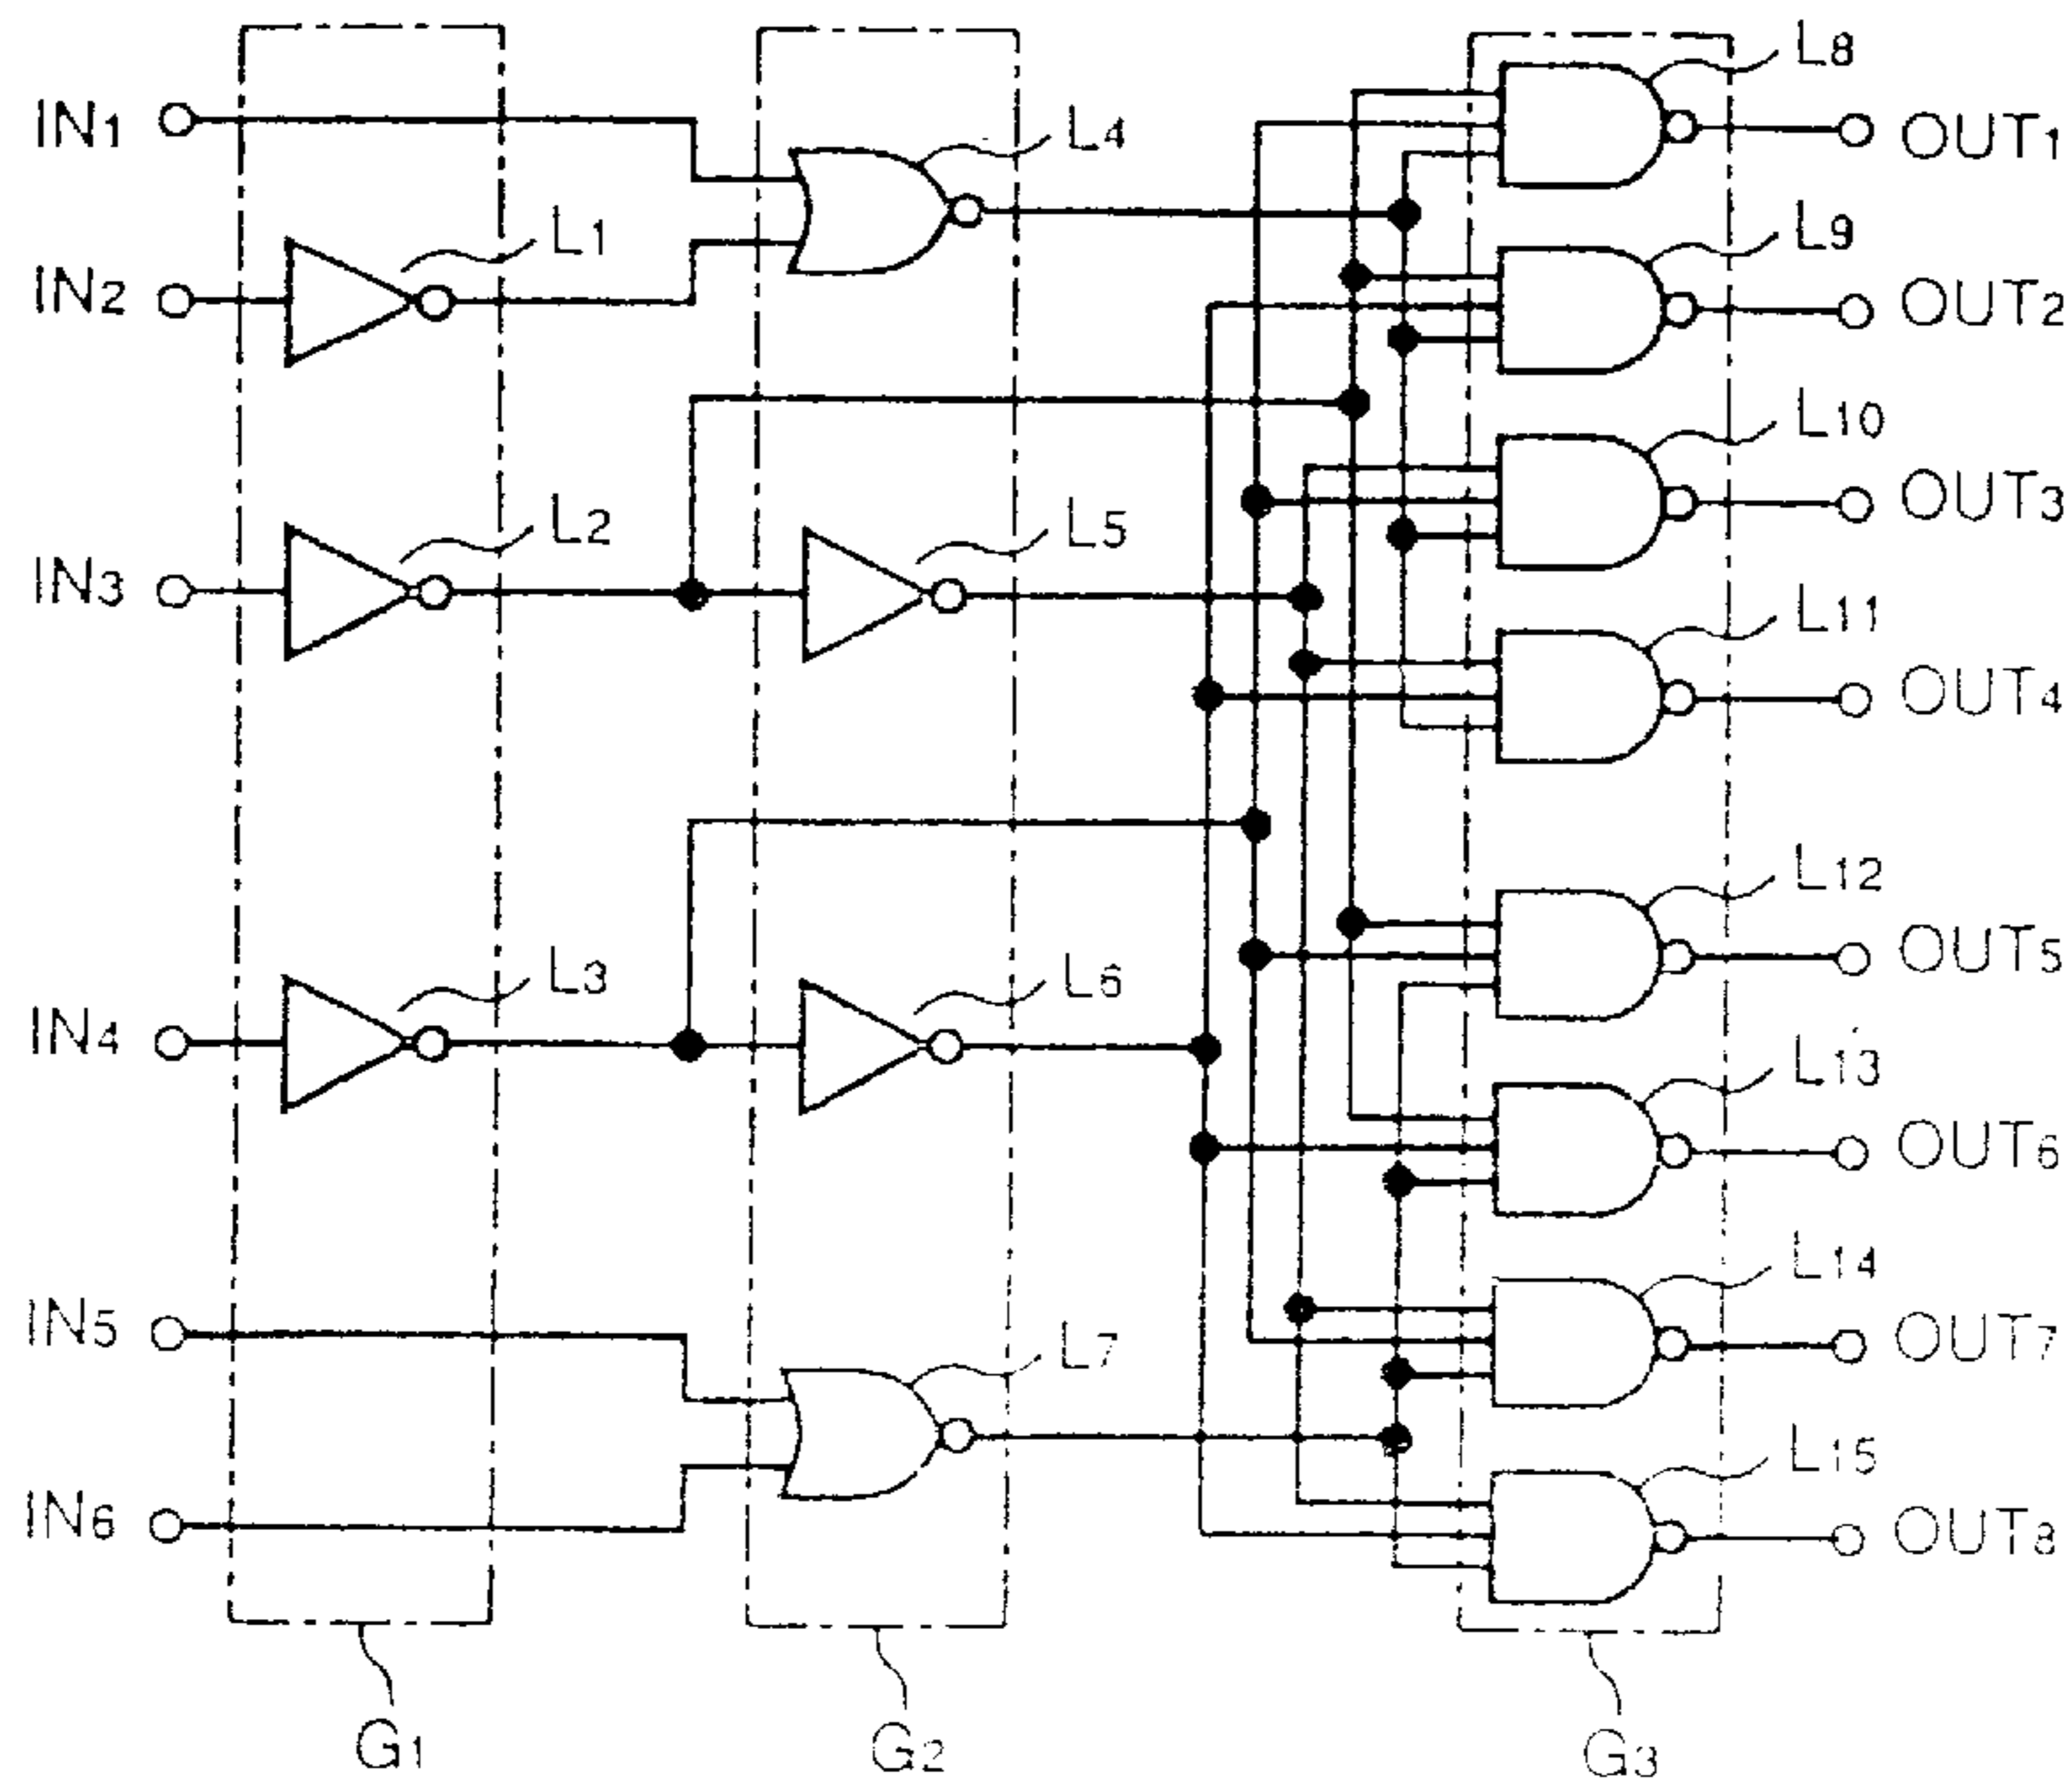 L8
IN1
L4
OUT1
L1
L9
IN2
OUT2
L10
L2
L5
OUT3
IN3
L11
OUT4
L12
L3
L6
OUT5
IN4
L13
OUT6
L14
IN5
L7
OUT7
L15
IN6
OUT8
G1
G2
G3